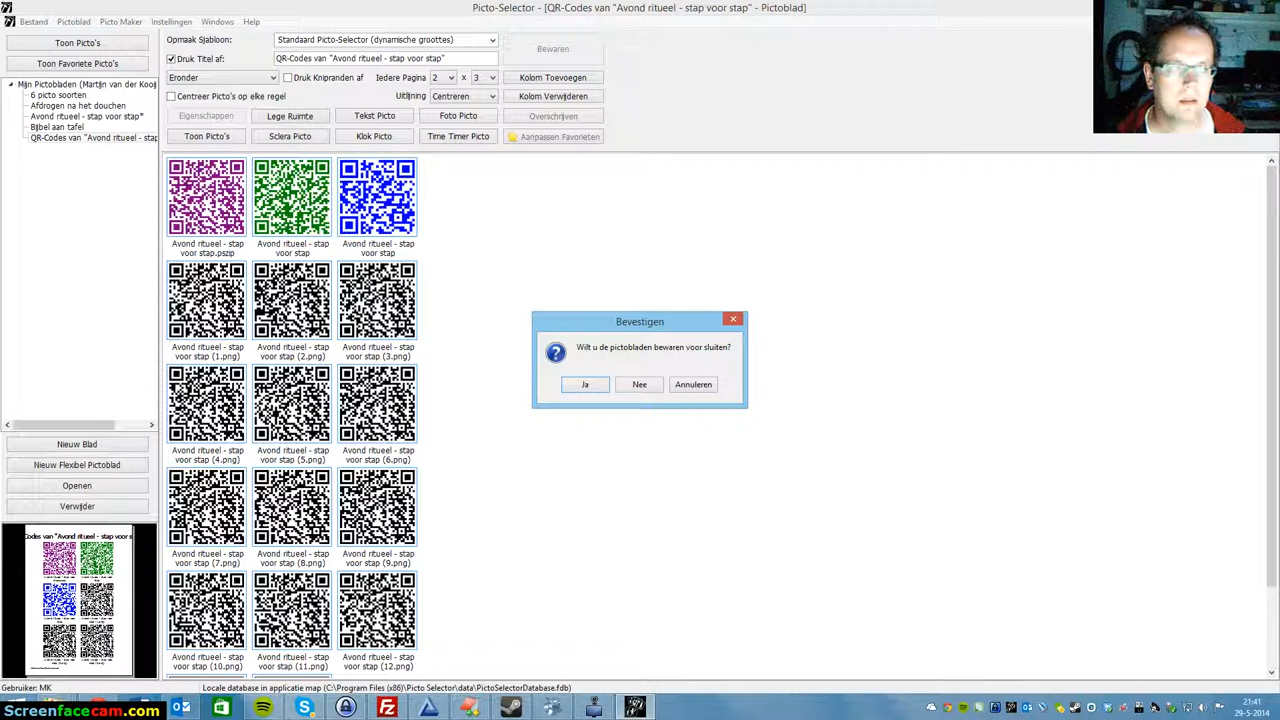 Picto-Selector - [QR-Codes van "Avond ritueel - stap voor stap" - Pictoblad]
Bestand Pictoblad Picto Maker Instellingen Windows Help
Toon Picto's
Toon Favoriete Picto's
Mijn Pictobladen (Martijn van der Kooij
6 picto soorten
Afdrogen na het douchen
Avond ritueel - stap voor stap*
Bijbel aan tafel
QR-Codes van "Avond ritueel - stap
Opmaak Sjabloon: Standaard Picto-Selector (dynamische groottes)
Bewaren
Druk Titel af: QR-Codes van "Avond ritueel - stap voor stap"
Eronder Druk Knipranden af Iedere Pagina 2 x 3 Kolom Toevoegen
Centreer Picto's op elke regel Uitlijning Centreren Kolom Verwijderen
Eigenschappen Lege Ruimte Tekst Picto Foto Picto Overschrijven
Toon Picto's Sclera Picto Klok Picto Time Timer Picto Aanpassen Favorieten
Avond ritueel - stap
voor stap.pszip
Avond ritueel - stap
voor stap
Avond ritueel - stap
voor stap
Avond ritueel - stap
voor stap (1.png)
Avond ritueel - stap
voor stap (2.png)
Avond ritueel - stap
voor stap (3.png)
Avond ritueel - stap
voor stap (4.png)
Avond ritueel - stap
voor stap (5.png)
Avond ritueel - stap
voor stap (6.png)
Avond ritueel - stap
voor stap (7.png)
Avond ritueel - stap
voor stap (8.png)
Avond ritueel - stap
voor stap (9.png)
Avond ritueel - stap
voor stap (10.png)
Avond ritueel - stap
voor stap (11.png)
Avond ritueel - stap
voor stap (12.png)
Bevestigen
Wilt u de pictobladen bewaren voor sluiten?
Ja Nee Annuleren
Nieuw Blad
Nieuw Flexibel Pictoblad
Openen
Verwijder
Codes van "Avond ritueel - stap voor s
Gebruiker: MK
Locale database in applicatie map (C:\Program Files (x86)\Picto Selector\data\PictoSelectorDatabase.fdb)
Screenfacecam.com
21:41
29-5-2014